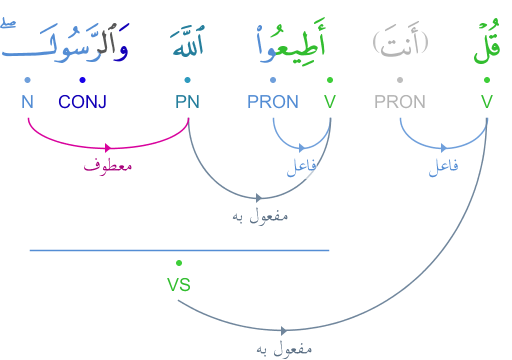 قُلْ (أَنتَ) أَطِيعُوا۟ ٱللَّهَ وَٱلرَّسُولَ ۖ
V PRON V PRON PN CONJ N
فاعل فاعل معطوف
مفعول به
VS
مفعول به